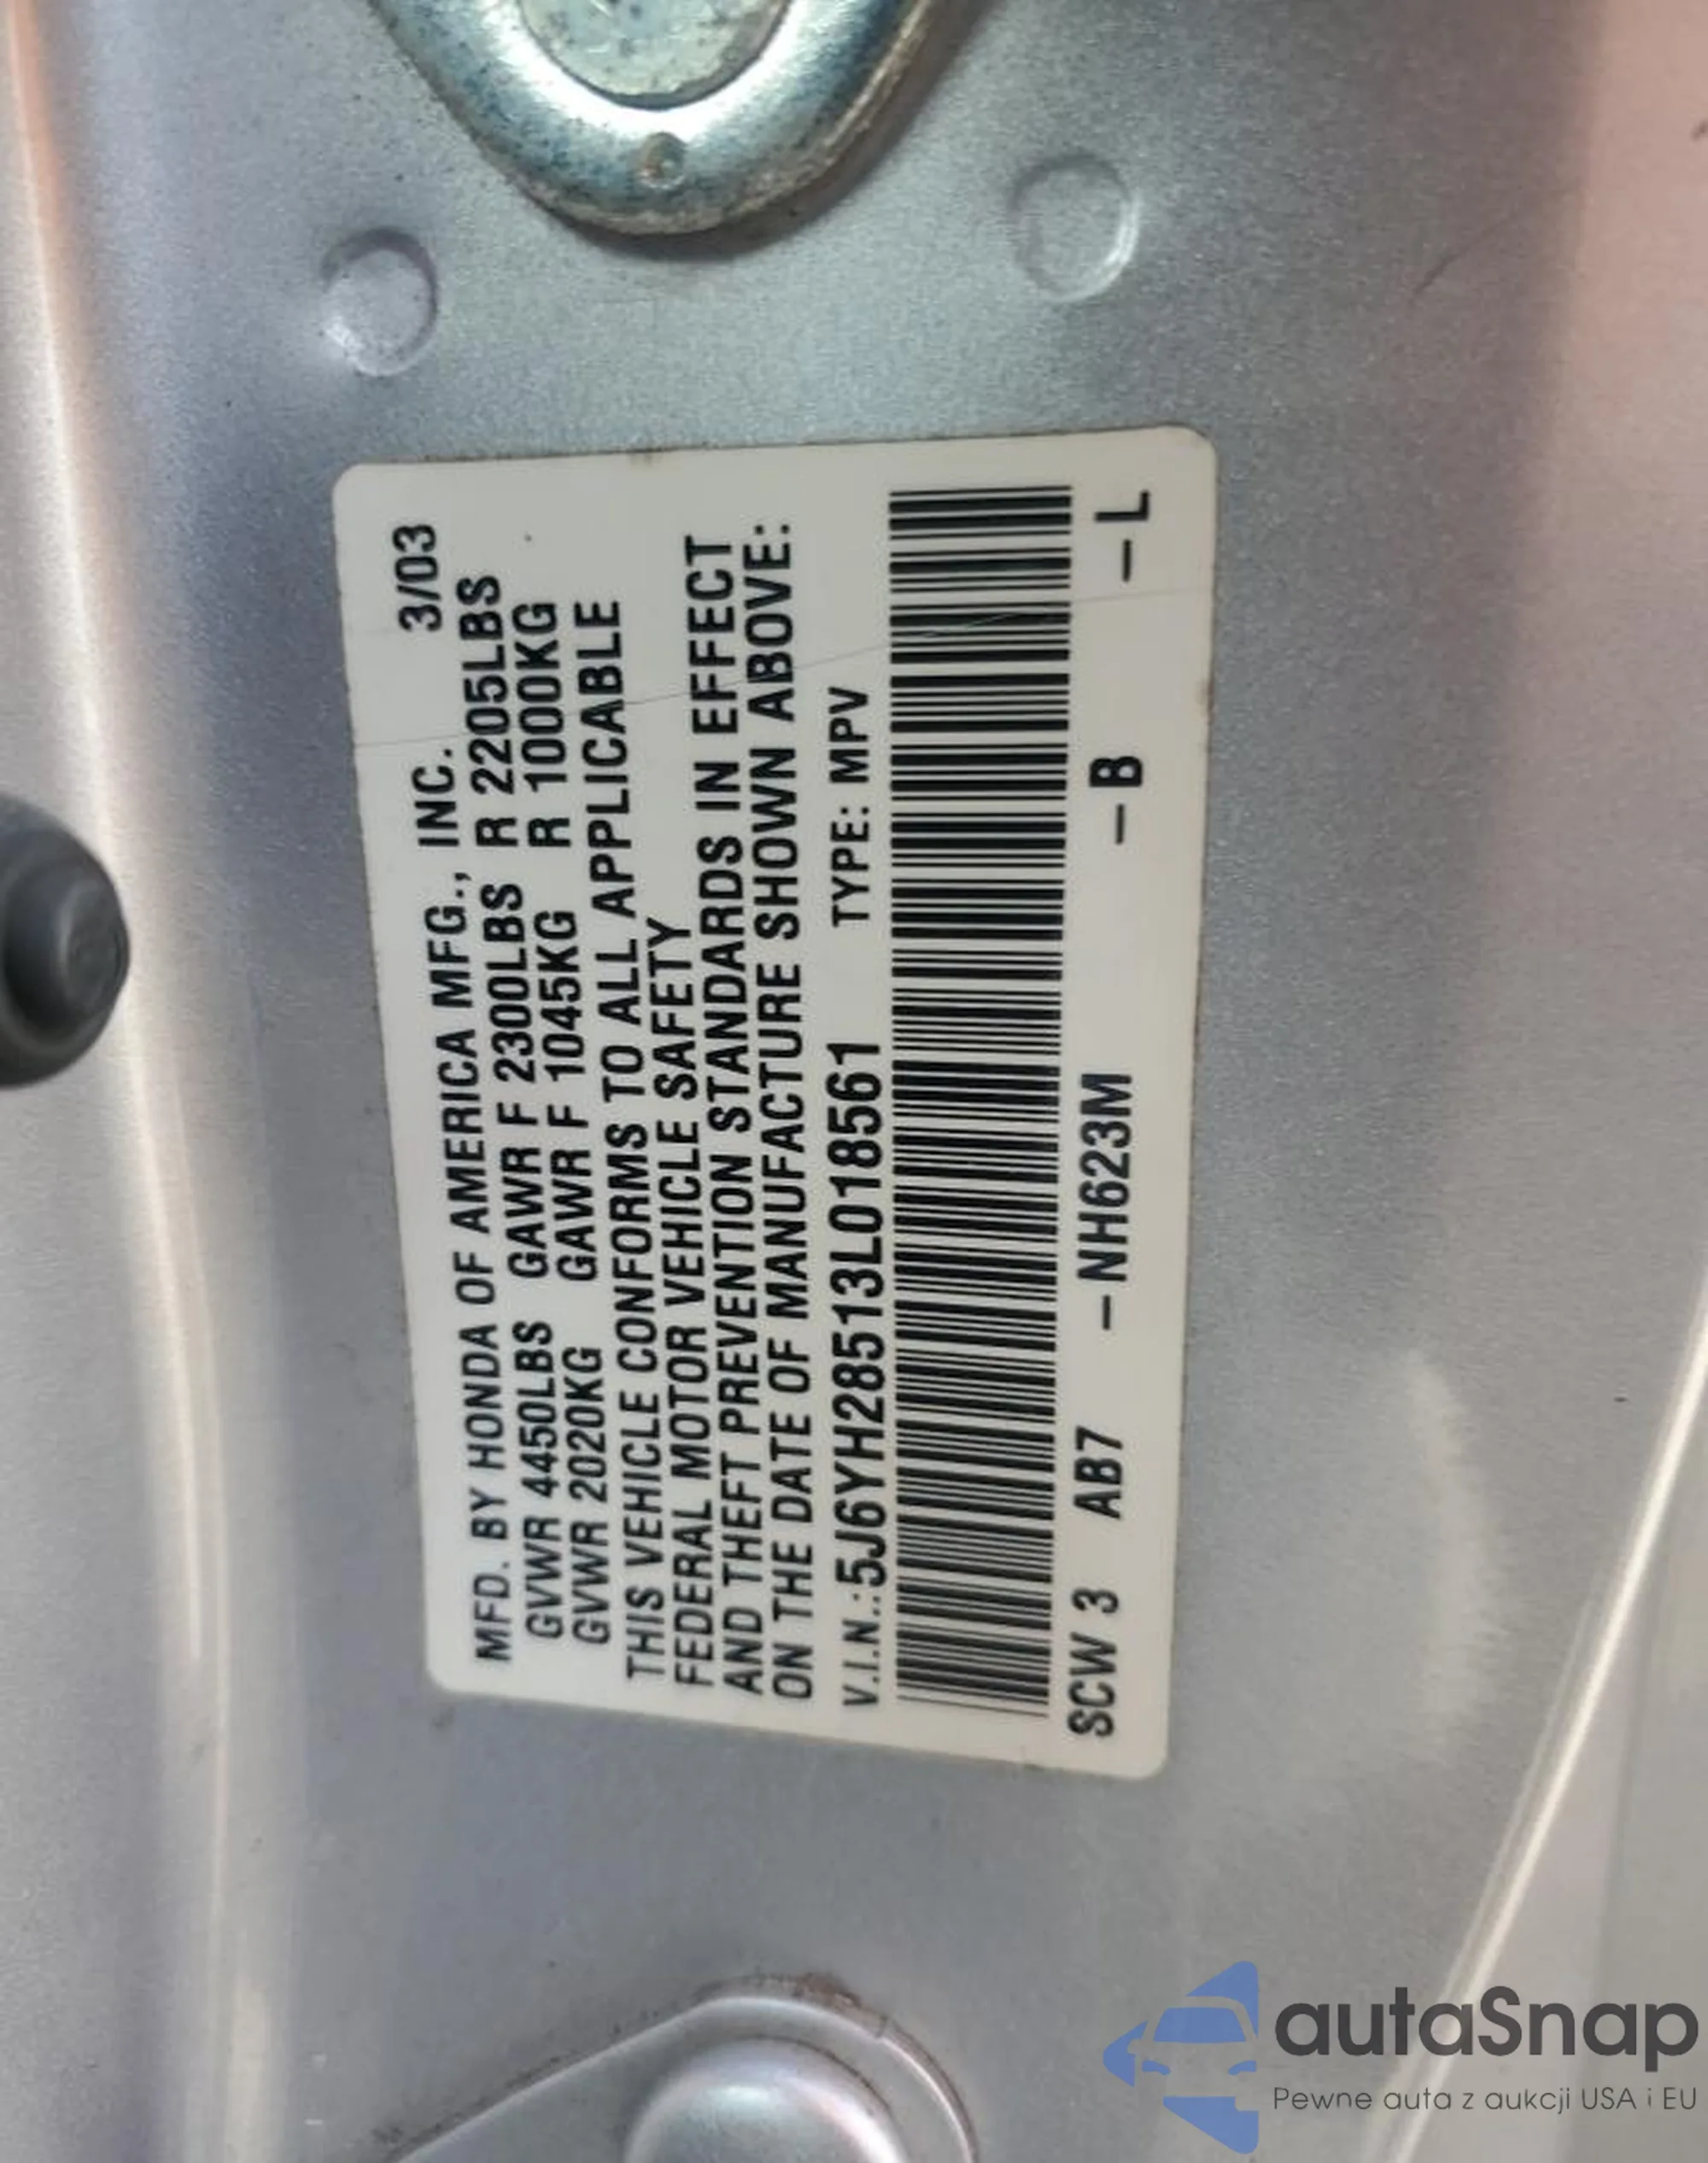 MFD. BY HONDA OF AMERICA MFG., INC. 3/03
GVWR 4450LBS GAWR F 2300LBS R 2205LBS
GVWR 2020KG GAWR F 1045KG R 1000KG
THIS VEHICLE CONFORMS TO ALL APPLICABLE
FEDERAL MOTOR VEHICLE SAFETY
AND THEFT PREVENTION STANDARDS IN EFFECT
ON THE DATE OF MANUFACTURE SHOWN ABOVE:
V.I.N.: 5J6YH28513L018561 TYPE: MPV
SCW 3 AB7 – NH623M – B – L
autaSnap
Pewne auta z aukcji USA i EU